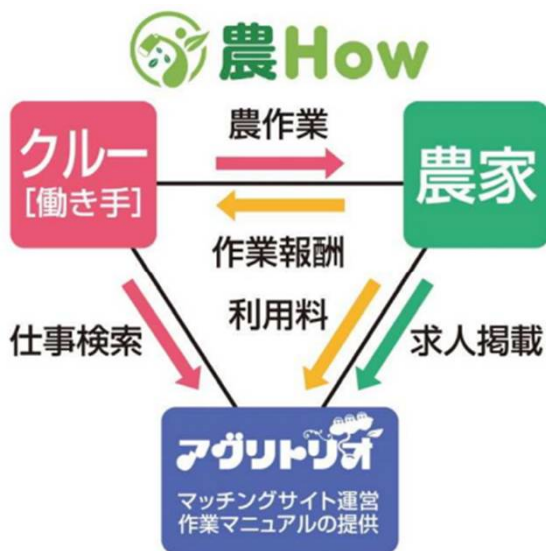 農How
クルー
[働き手]
農作業
農家
作業報酬
仕事検索
利用料
求人掲載
アグリトリオ
マッチングサイト運営
作業マニュアルの提供